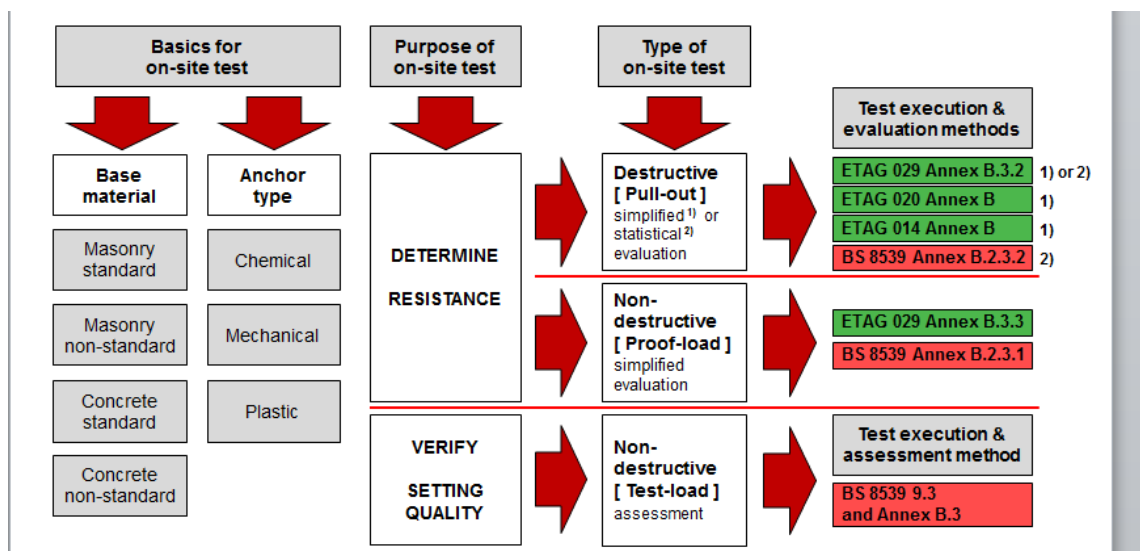 Basics for
on-site test
Purpose of
on-site test
Type of
on-site test
Test execution &
evaluation methods
Base
material
Anchor
type
Masonry
standard
Chemical
Masonry
non-standard
Mechanical
Concrete
standard
Plastic
Concrete
non-standard
DETERMINE
RESISTANCE
Destructive
[ Pull-out ]
simplified 1) or
statistical 2)
evaluation
ETAG 029 Annex B.3.2 1) or 2)
ETAG 020 Annex B 1)
ETAG 014 Annex B 1)
BS 8539 Annex B.2.3.2 2)
Non-
destructive
[ Proof-load ]
simplified
evaluation
ETAG 029 Annex B.3.3
BS 8539 Annex B.2.3.1
VERIFY
SETTING
QUALITY
Non-
destructive
[ Test-load ]
assessment
Test execution &
assessment method
BS 8539 9.3
and Annex B.3